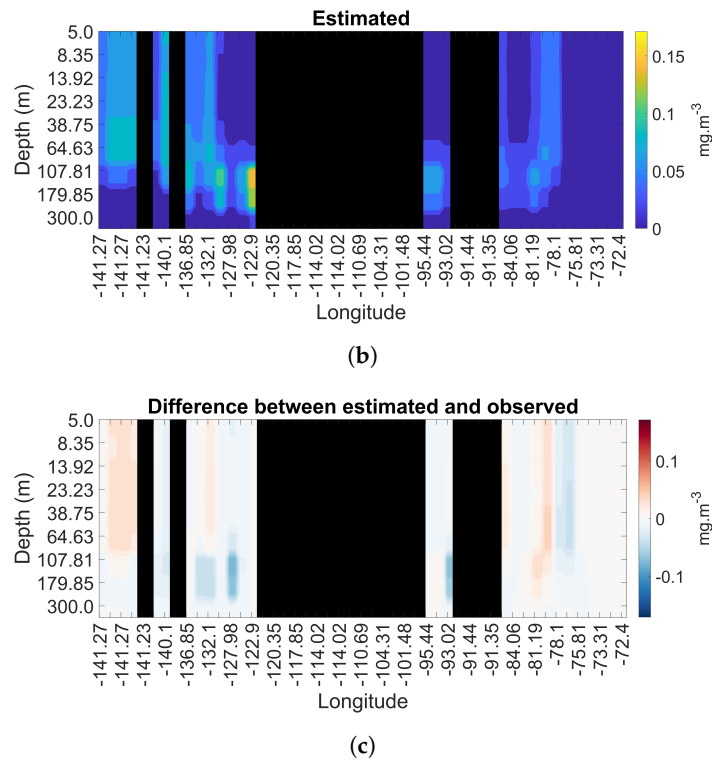 Estimated
5.0
8.35
13.92
23.23
38.75
64.63
107.81
179.85
300.0
Depth (m)
0.15
0.1
0.05
0
mg.m-3
-141.27 -141.27 -141.23 -140.1 -136.85 -132.1 -127.98 -122.9 -120.35 -117.85 -114.02 -114.02 -110.69 -104.31 -101.48 -95.44 -93.02 -91.44 -91.35 -84.06 -81.19 -78.1 -75.81 -73.31 -72.4
Longitude
(b)
Difference between estimated and observed
5.0
8.35
13.92
23.23
38.75
64.63
107.81
179.85
300.0
Depth (m)
0.1
0
-0.1
mg.m-3
-141.27 -141.27 -141.23 -140.1 -136.85 -132.1 -127.98 -122.9 -120.35 -117.85 -114.02 -114.02 -110.69 -104.31 -101.48 -95.44 -93.02 -91.44 -91.35 -84.06 -81.19 -78.1 -75.81 -73.31 -72.4
Longitude
(c)